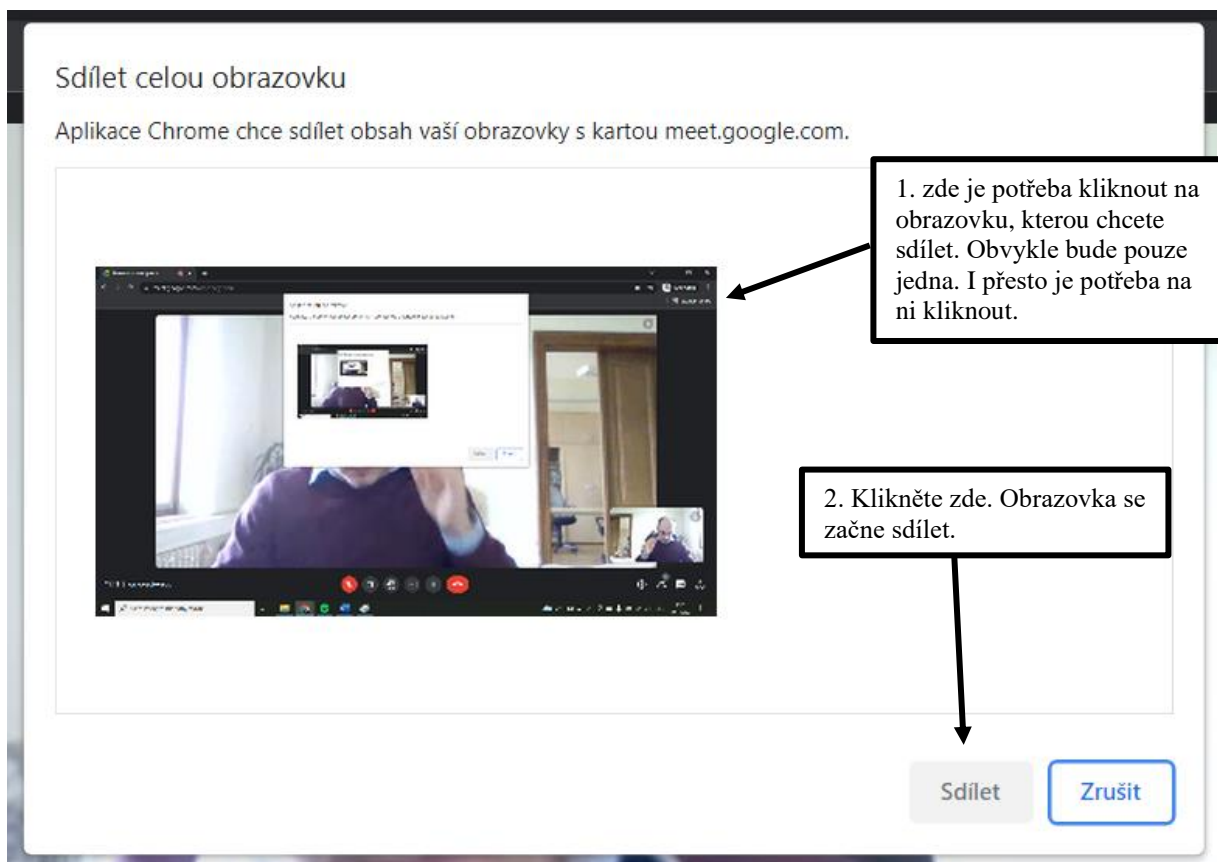 Sdílet celou obrazovku
Aplikace Chrome chce sdílet obsah vaší obrazovky s kartou meet.google.com.
1. zde je potřeba kliknout na
obrazovku, kterou chcete
sdílet. Obvykle bude pouze
jedna. I přesto je potřeba na
ni kliknout.
2. Klikněte zde. Obrazovka se
začne sdílet.
Sdílet
Zrušit